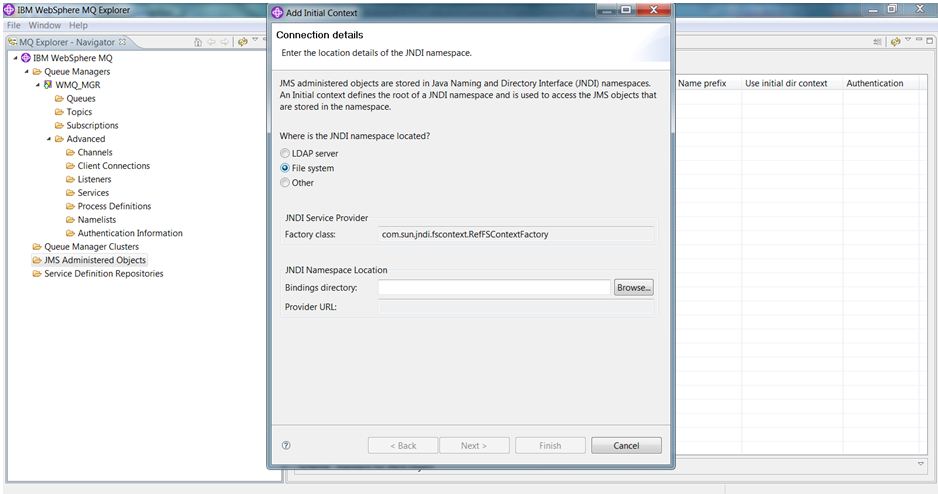 IBM WebSphere MQ Explorer
File Window Help
MQ Explorer - Navigator
IBM WebSphere MQ
Queue Managers
WMQ_MGR
Queues
Topics
Subscriptions
Advanced
Channels
Client Connections
Listeners
Services
Process Definitions
Namelists
Authentication Information
Queue Manager Clusters
JMS Administered Objects
Service Definition Repositories
Add Initial Context
Connection details
Enter the location details of the JNDI namespace.
JMS administered objects are stored in Java Naming and Directory Interface (JNDI) namespaces.
An Initial context defines the root of a JNDI namespace and is used to access the JMS objects that
are stored in the namespace.
Where is the JNDI namespace located?
LDAP server
File system
Other
JNDI Service Provider
Factory class: com.sun.jndi.fscontext.RefFSContextFactory
JNDI Namespace Location
Bindings directory: Browse...
Provider URL:
? < Back Next > Finish Cancel
Name prefix Use initial dir context Authentication